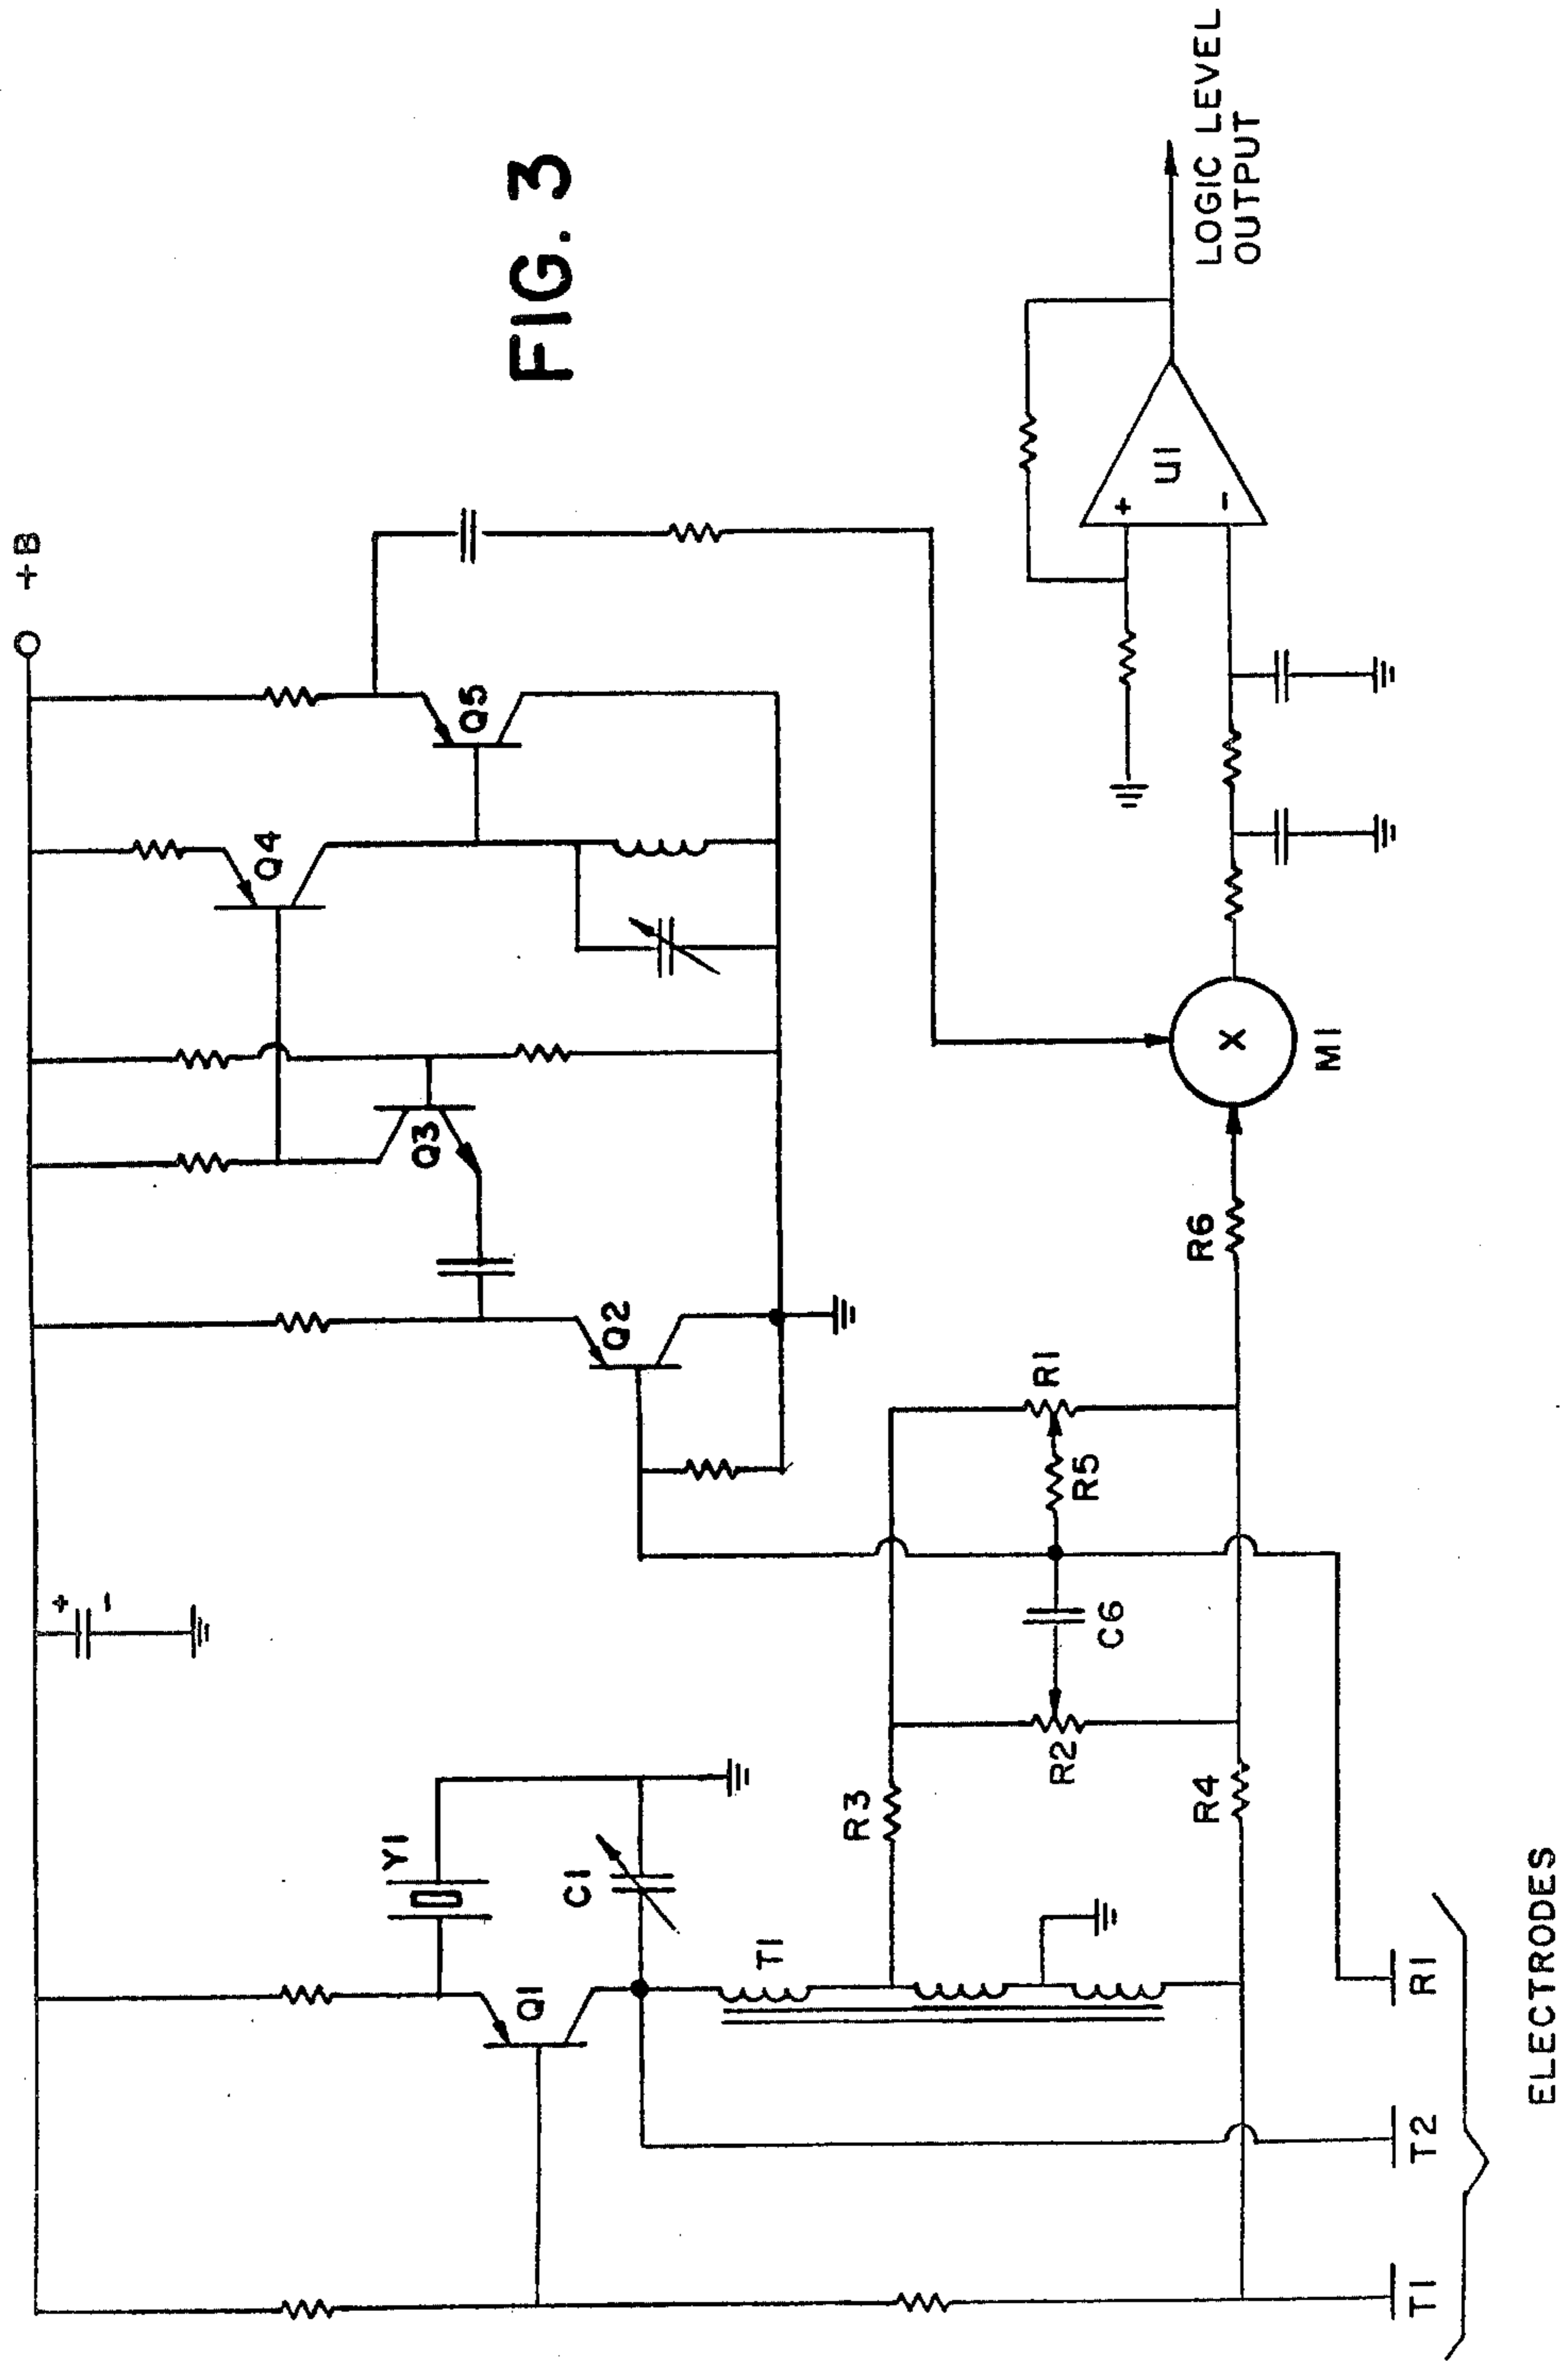 +B
+
-
FIG. 3
Q4
Q5
Q3
Q2
Y1
Q1
C1
T1
R3
R2
C6
R5
R1
R4
R6
X
M1
+
-
U1
LOGIC LEVEL
OUTPUT
T1
T2
R1
ELECTRODES